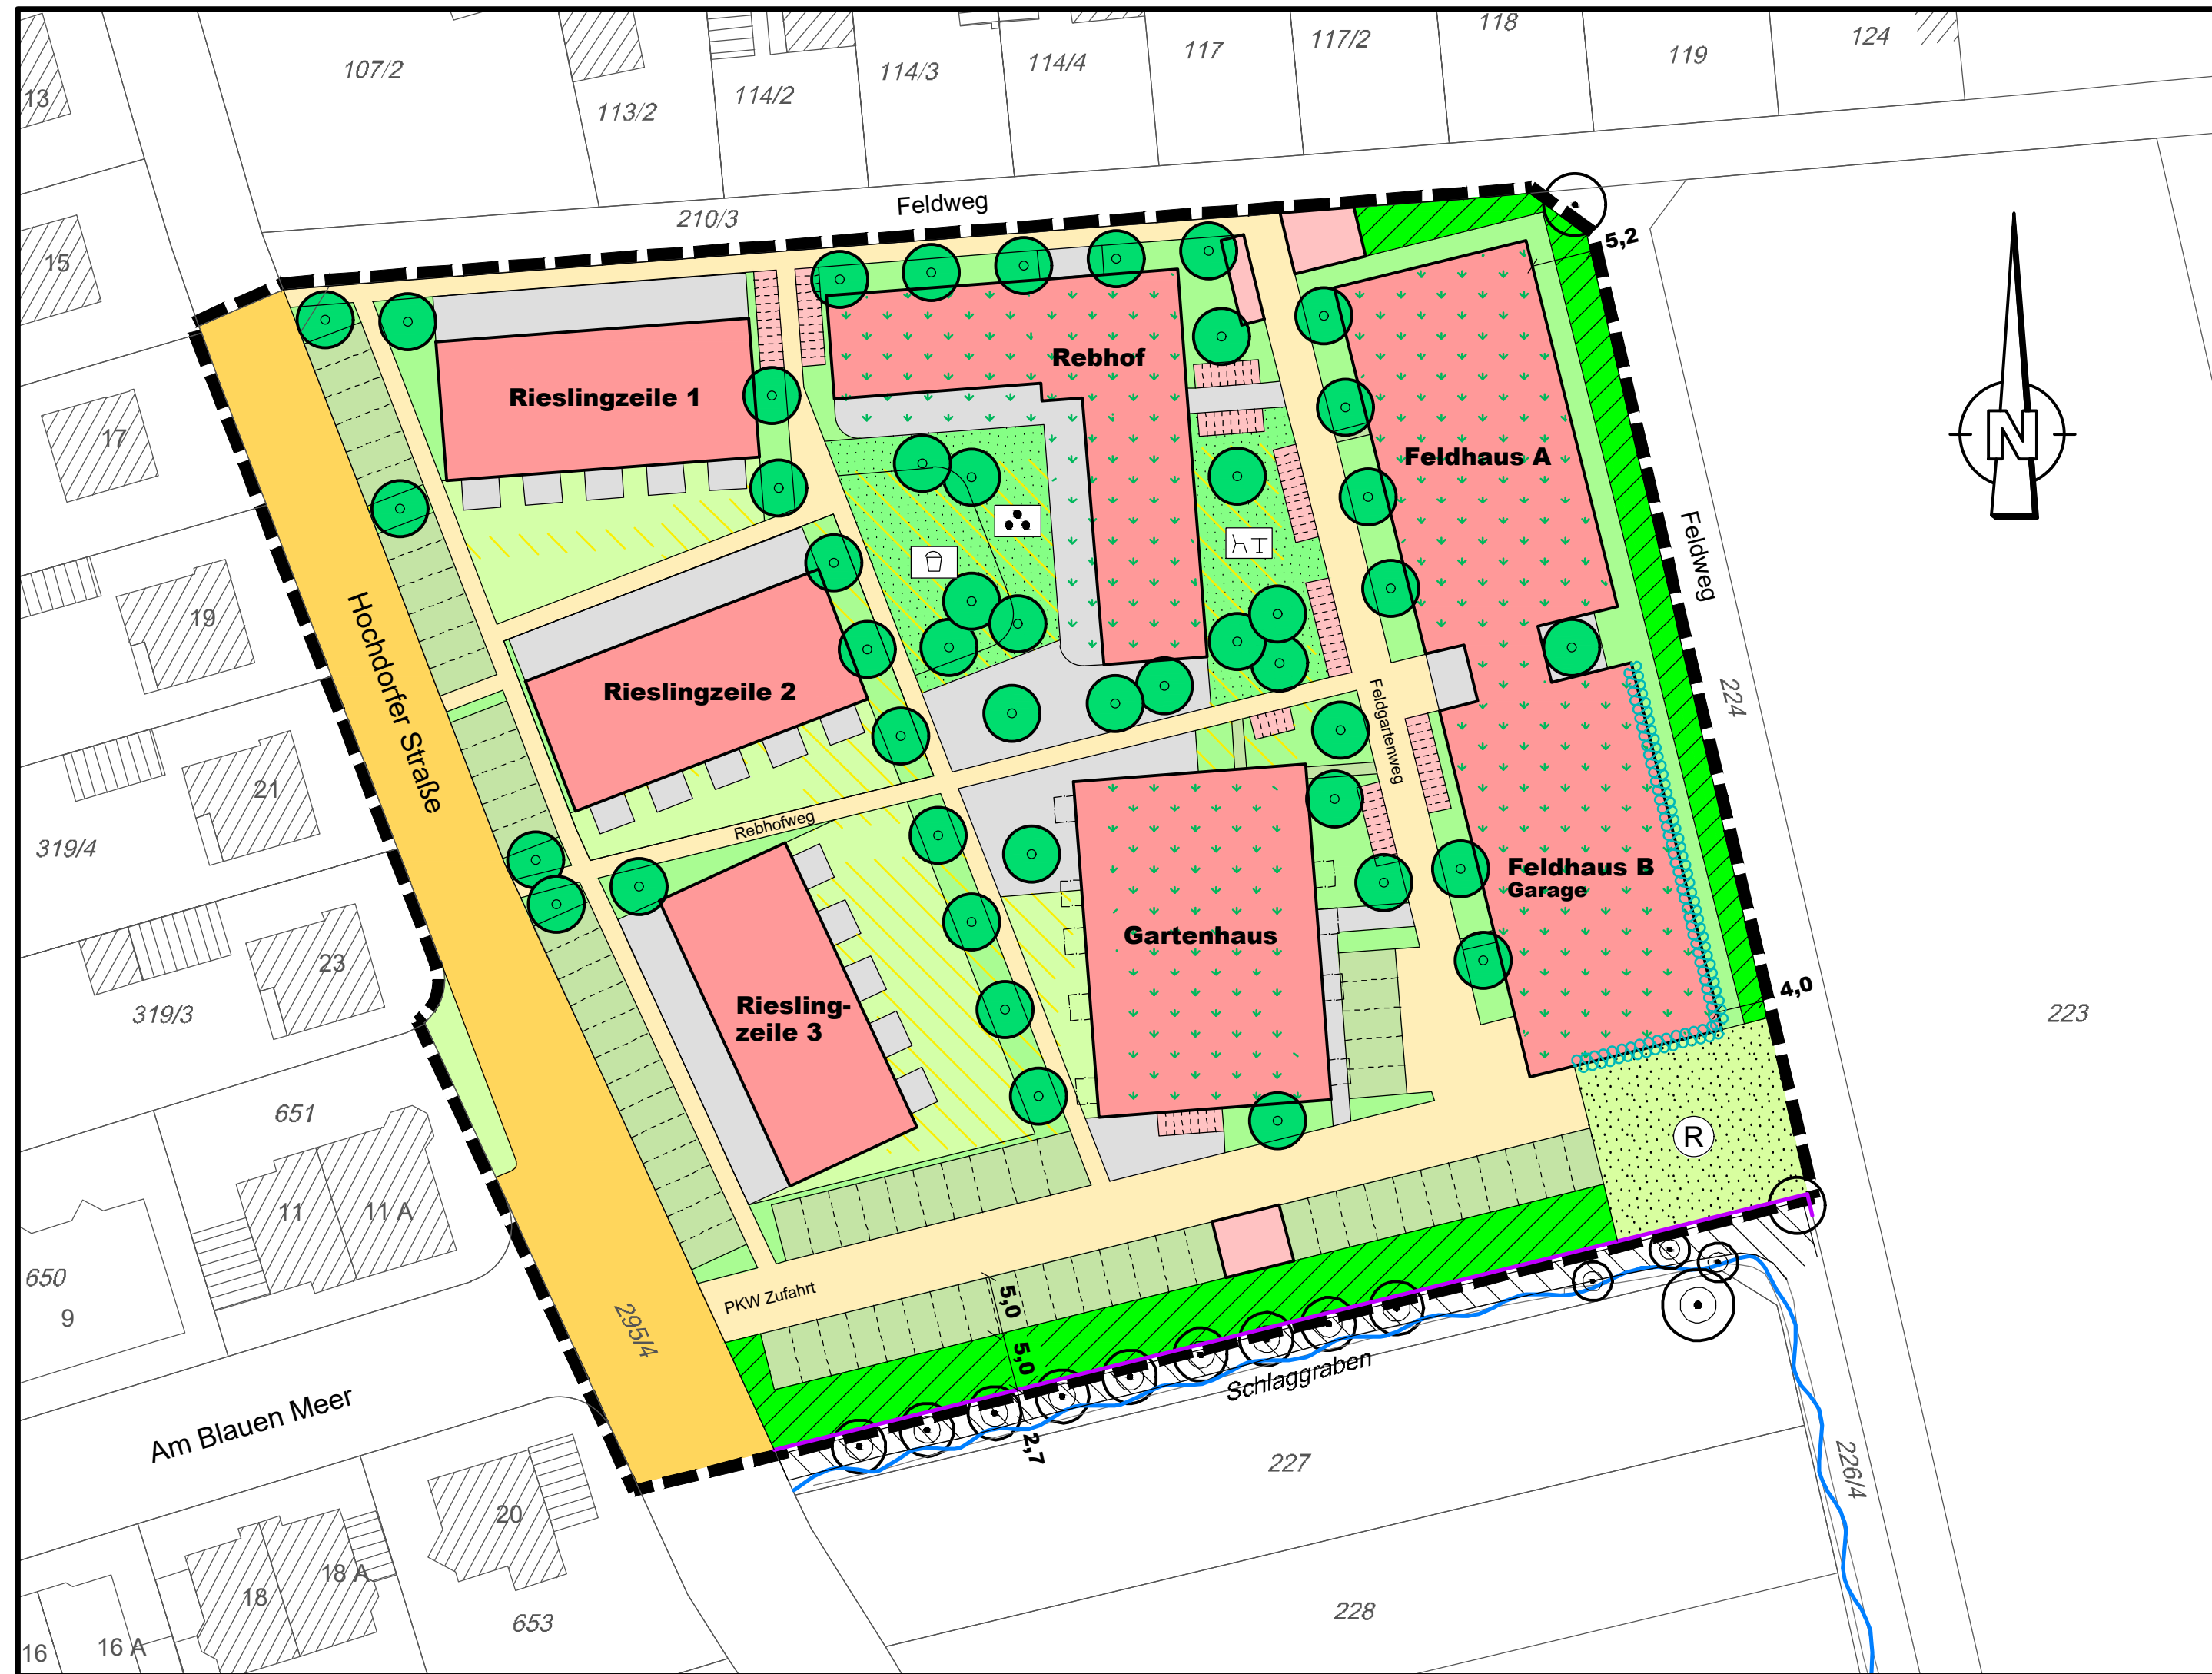 107/2
113/2
114/2
114/3
114/4
117
117/2
118
119
124
13
15
17
19
21
23
Feldweg
210/3
5,2
N
Rieslingzeile 1
Rebhof
Feldhaus A
Feldweg
224
Hochdorfer Straße
Rieslingzeile 2
Feldgartenweg
Rebhofweg
319/4
319/3
Feldhaus B
Garage
Gartenhaus
Riesling-
zeile 3
4,0
223
651
11
11 A
R
650
9
PKW Zufahrt
295/4
5,0
5,0
2,7
Schlaggraben
Am Blauen Meer
227
226/4
20
18
18 A
653
228
16
16 A